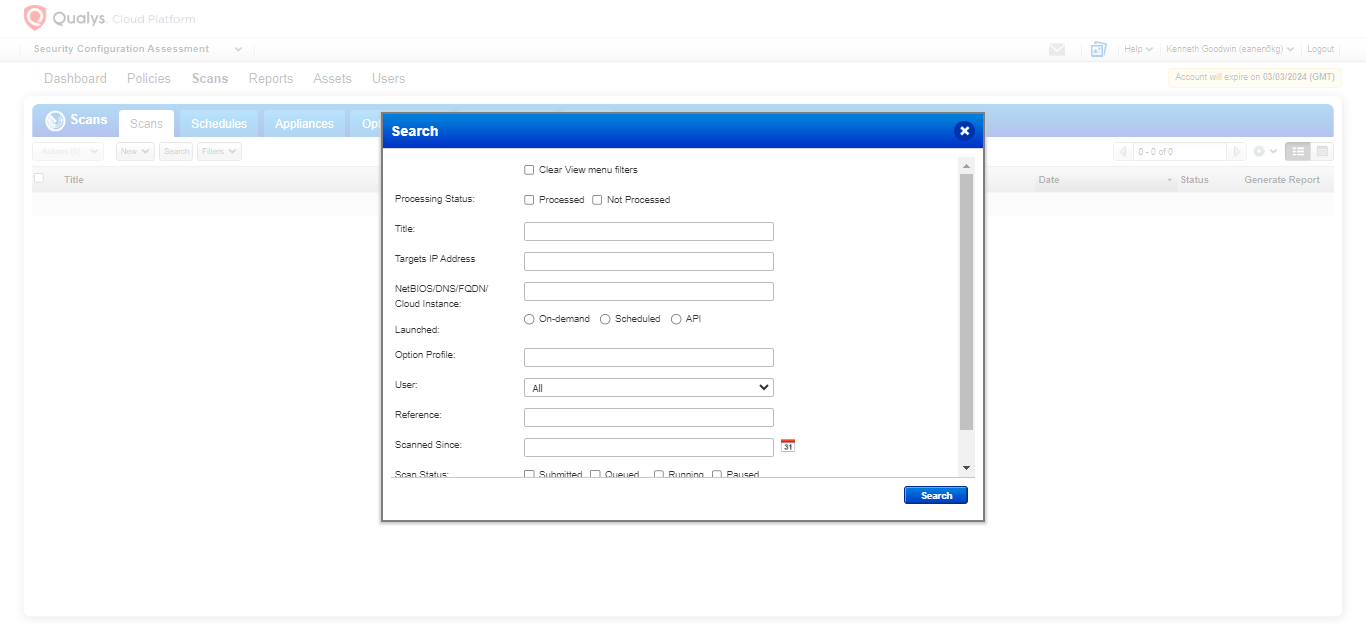 Qualys. Cloud Platform
Security Configuration Assessment
Help
Kenneth Goodwin (eanen0kg)
Logout
Dashboard Policies Scans Reports Assets Users
Account will expire on 03/03/2024 (GMT)
Scans Scans Schedules Appliances Op
Actions (0) New Search Filters
0 - 0 of 0
Title Date Status Generate Report
Search
Clear View menu filters
Processing Status: Processed Not Processed
Title:
Targets IP Address
NetBIOS/DNS/FQDN/
Cloud Instance:
Launched: On-demand Scheduled API
Option Profile:
User: All
Reference:
Scanned Since: 31
Scan Status: Submitted Queued Running Paused
Search